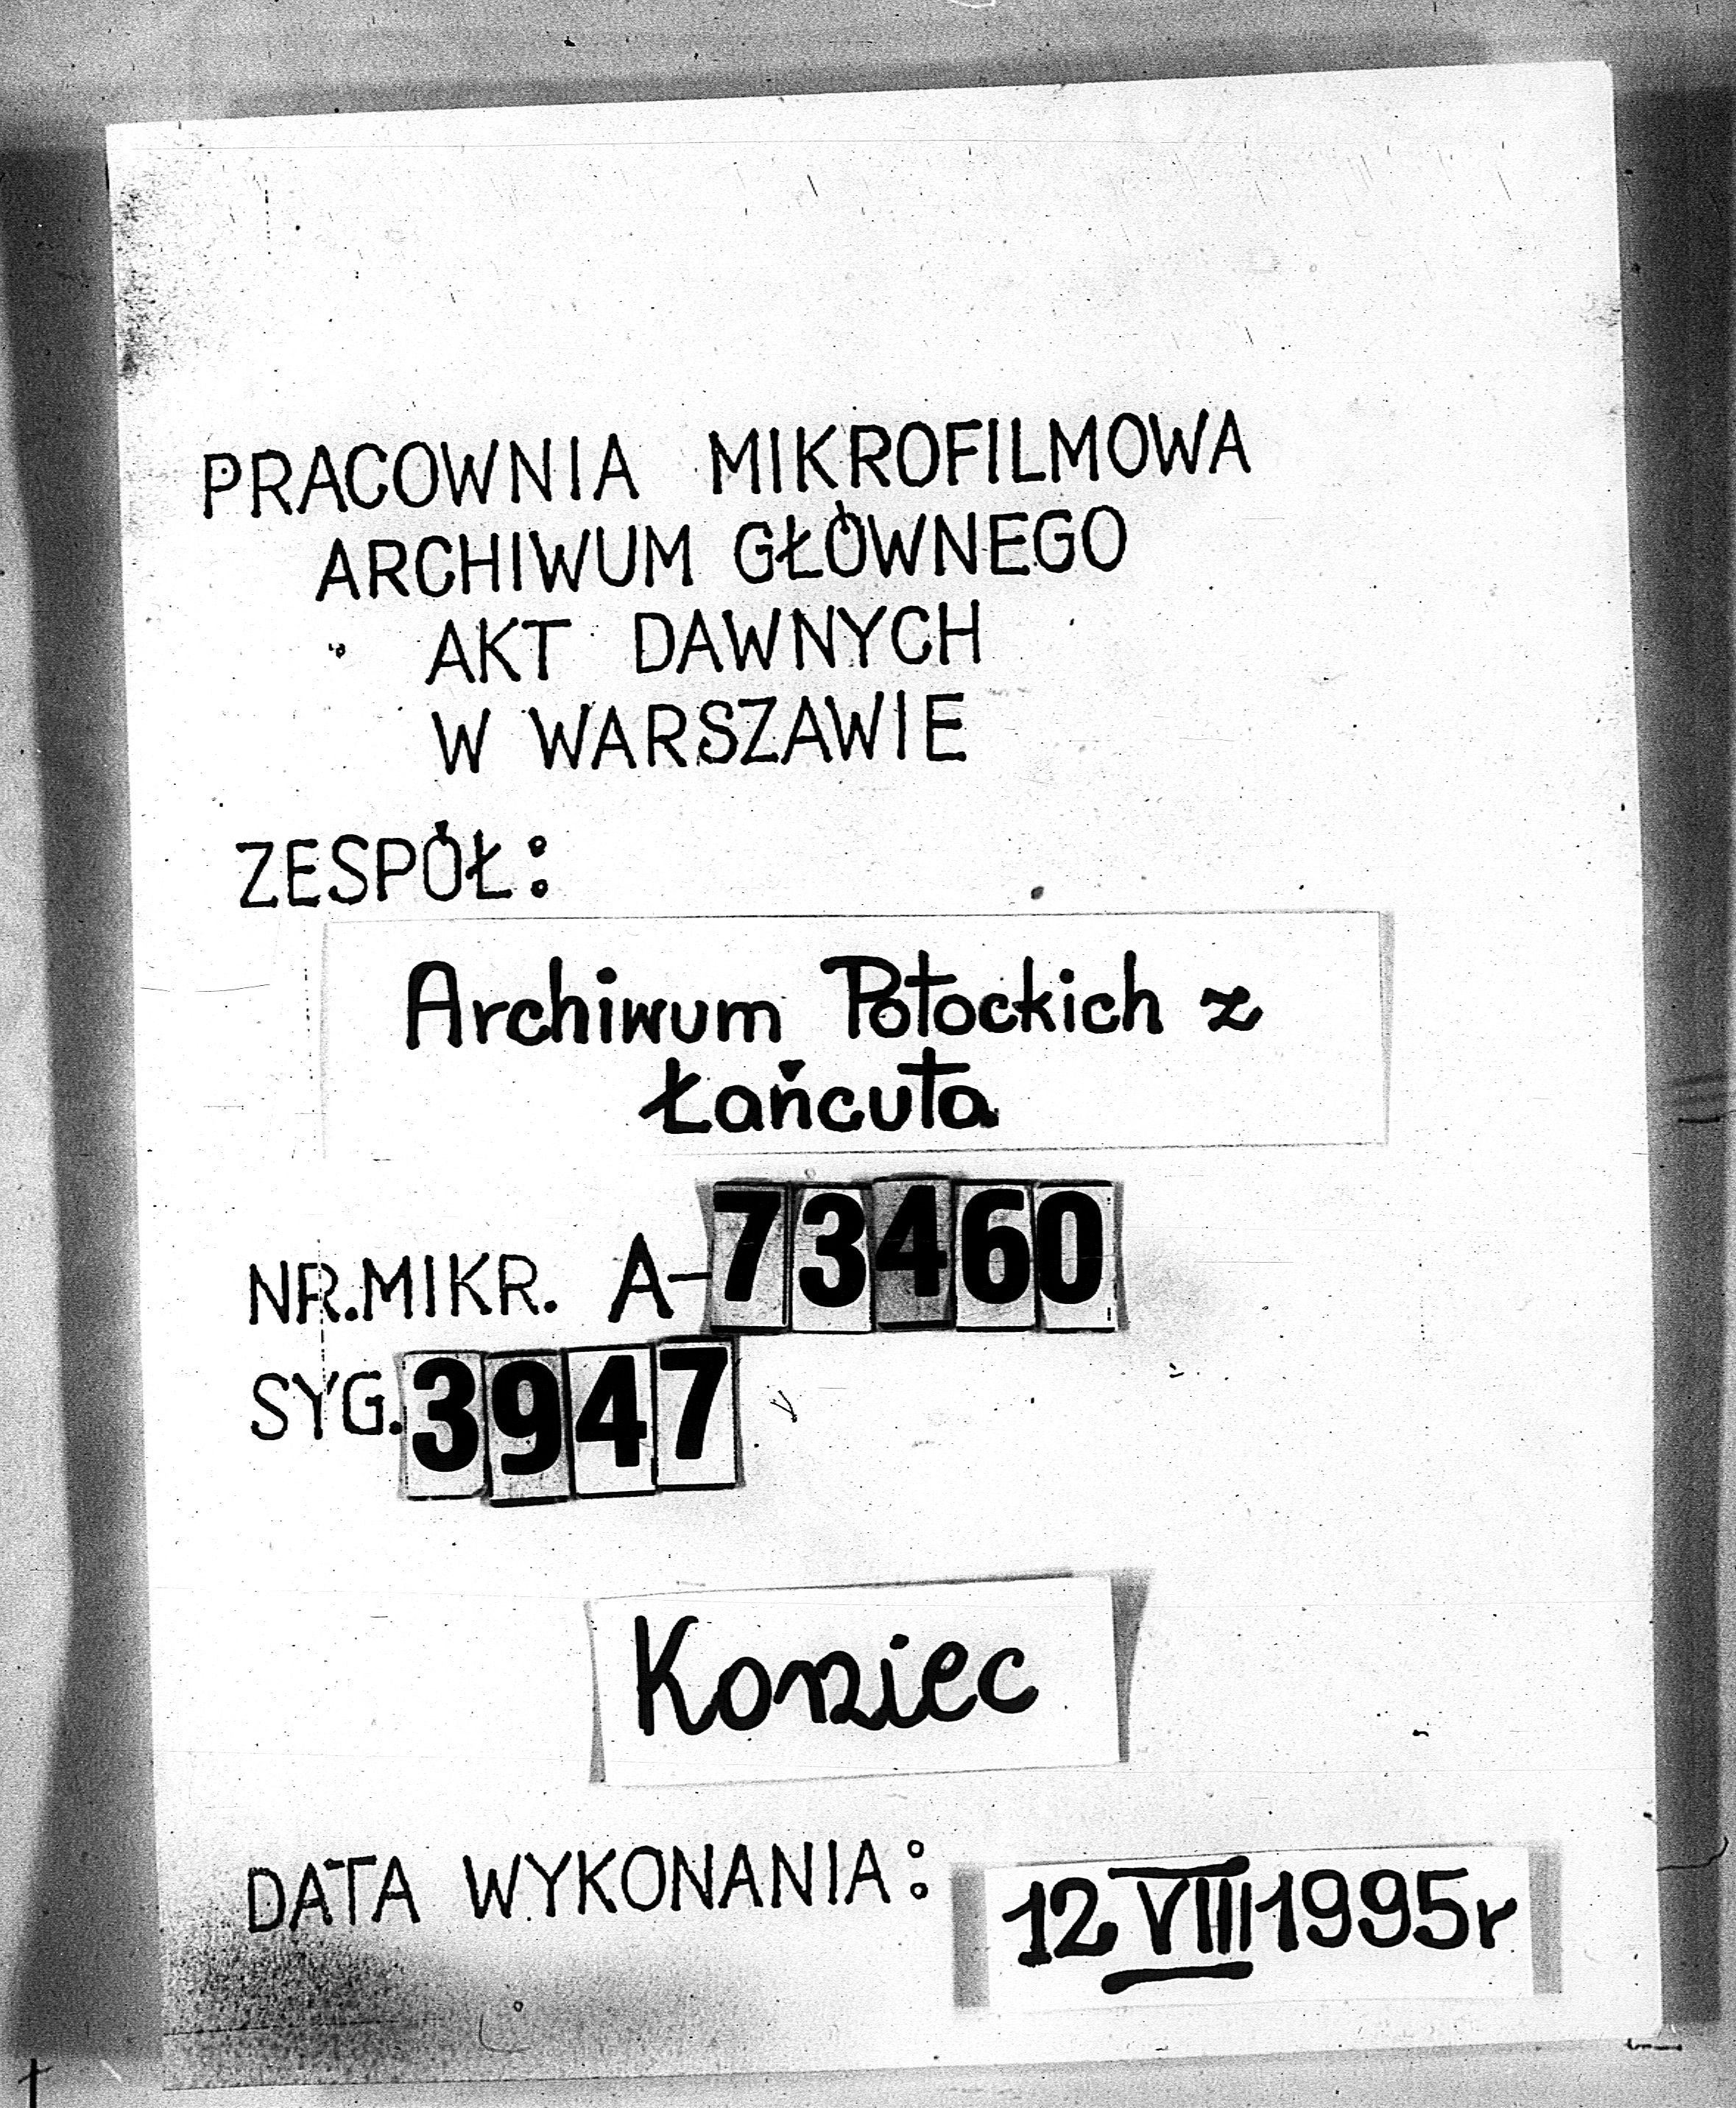 PRACOWNIA MIKROFILMOWA
ARCHIWUM GŁÓWNEGO
AKT DAWNYCH
W WARSZAWIE
ZESPÓŁ:
Archiwum Potockich z
Łańcuta
NR.MIKR. A-73460
SYG. 3947
Koniec
DATA WYKONANIA: 12 VIII 1995r